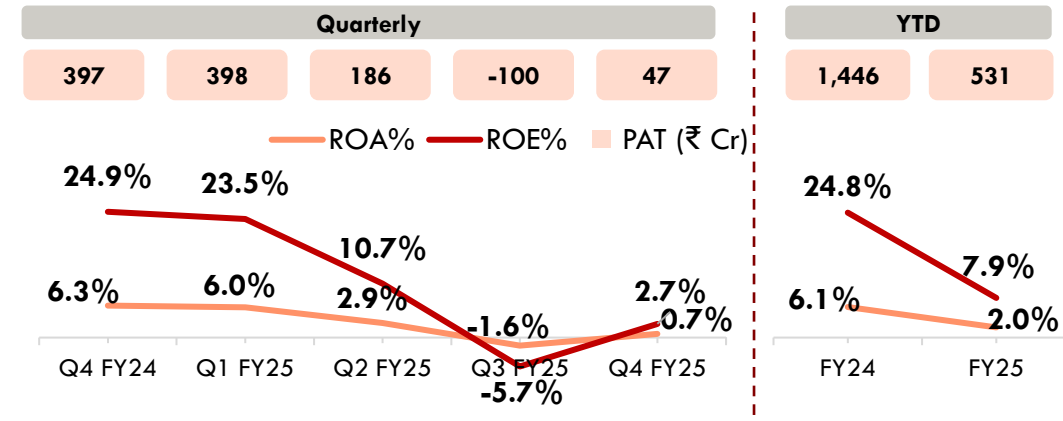 Quarterly
YTD
397 398 186 -100 47
1,446 531
ROA% ROE% PAT (₹ Cr)
24.9% 23.5% 10.7% -5.7% 2.7%
24.8% 7.9%
6.3% 6.0% 2.9% -1.6% 0.7%
6.1% 2.0%
Q4 FY24 Q1 FY25 Q2 FY25 Q3 FY25 Q4 FY25
FY24 FY25